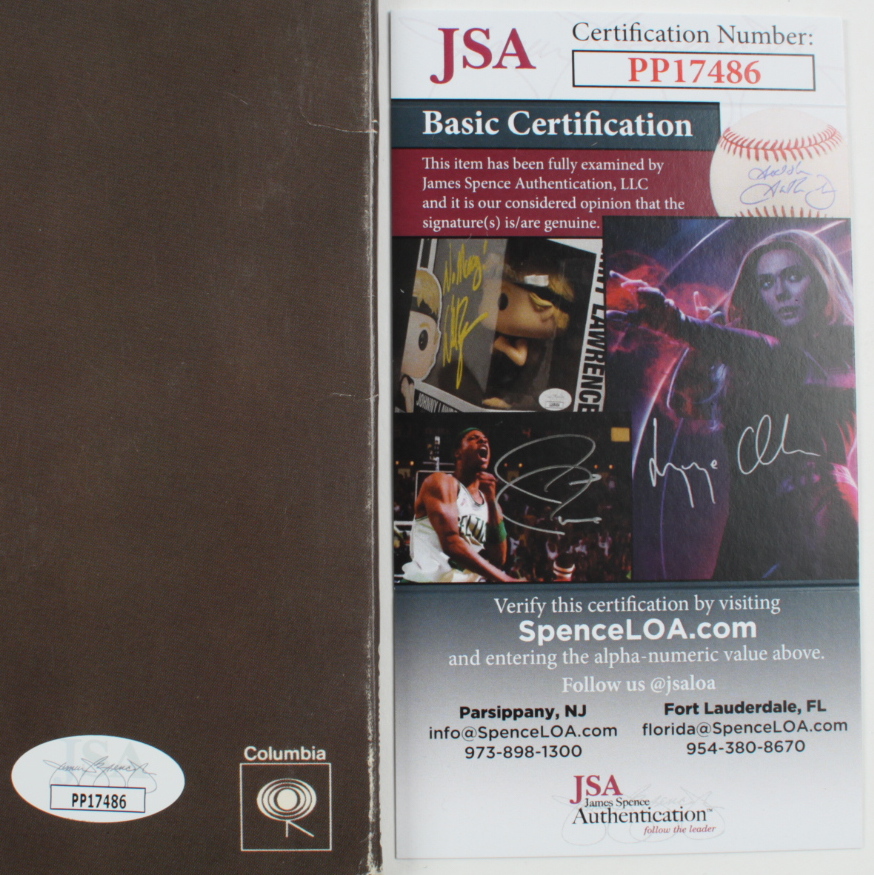 JSA
Certification Number:
PP17486
Basic Certification
This item has been fully examined by
James Spence Authentication, LLC
and it is our considered opinion that the
signature(s) is/are genuine.
LAWRENCE
Verify this certification by visiting
SpenceLOA.com
and entering the alpha-numeric value above.
Follow us @jsaloa
Parsippany, NJ
info@SpenceLOA.com
973-898-1300
Fort Lauderdale, FL
florida@SpenceLOA.com
954-380-8670
JSA
James Spence
Authentication™
follow the leader
JSA
PP17486
Columbia